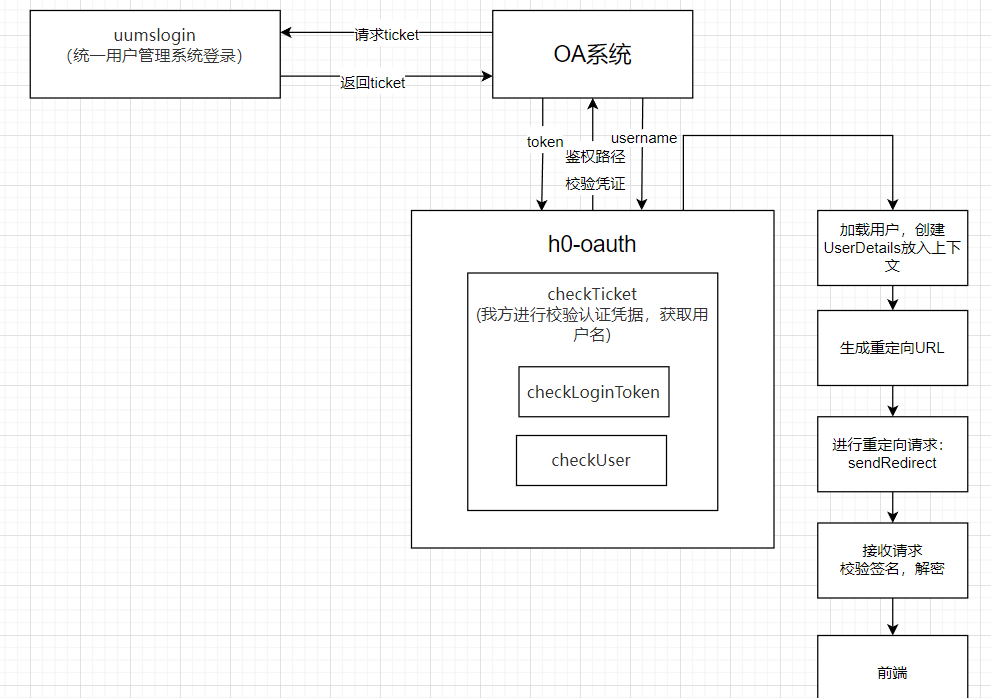 uumslogin
(统一用户管理系统登录)
请求ticket
返回ticket
OA系统
token
username
鉴权路径
校验凭证
h0-oauth
checkTicket
(我方进行校验认证凭据，获取用
户名)
checkLoginToken
checkUser
加载用户，创建
UserDetails放入上下
文
生成重定向URL
进行重定向请求：
sendRedirect
接收请求
校验签名，解密
前端